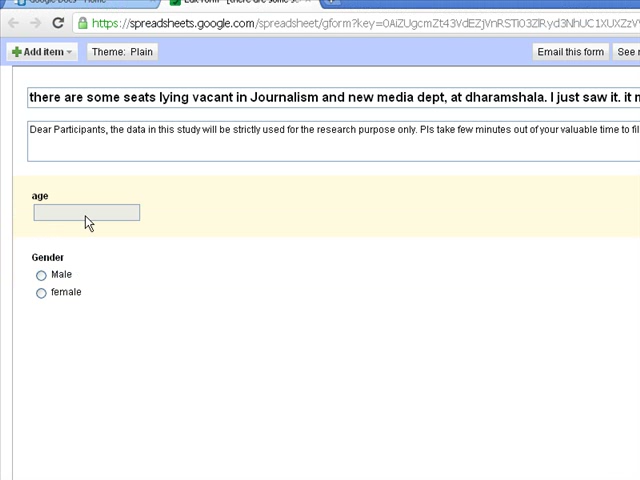 Google Docs - Home
Edit form - [there are some se
https://spreadsheets.google.com/spreadsheet/gform?key=
Add item
Theme: Plain
Email this form
See
there are some seats lying vacant in Journalism and new media dept, at dharamshala. I just saw it. it
Dear Participants, the data in this study will be strictly used for the research purpose only. Pls take few minutes out of your valuable time to fil
age
Gender
Male
female